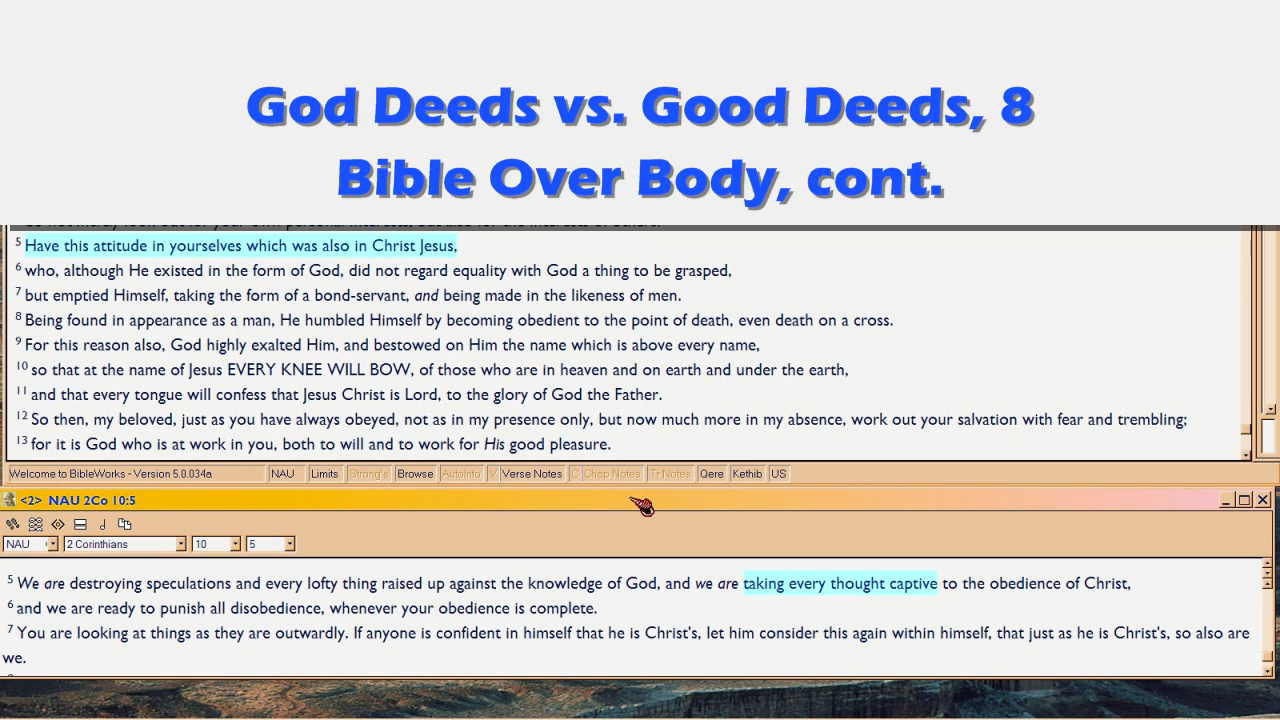 God Deeds vs. Good Deeds, 8
Bible Over Body, cont.
5 Have this attitude in yourselves which was also in Christ Jesus,
6 who, although He existed in the form of God, did not regard equality with God a thing to be grasped,
7 but emptied Himself, taking the form of a bond-servant, and being made in the likeness of men.
8 Being found in appearance as a man, He humbled Himself by becoming obedient to the point of death, even death on a cross.
9 For this reason also, God highly exalted Him, and bestowed on Him the name which is above every name,
10 so that at the name of Jesus EVERY KNEE WILL BOW, of those who are in heaven and on earth and under the earth,
11 and that every tongue will confess that Jesus Christ is Lord, to the glory of God the Father.
12 So then, my beloved, just as you have always obeyed, not as in my presence only, but now much more in my absence, work out your salvation with fear and trembling;
13 for it is God who is at work in you, both to will and to work for His good pleasure.
Welcome to BibleWorks - Version 5.0.034a NAU Limits Strong's Browse AutoInfo V Verse Notes C Chap Notes Tr Notes Qere Kethib US
<2> NAU 2Co 10:5
NAU 2 Corinthians 10 5
5 We are destroying speculations and every lofty thing raised up against the knowledge of God, and we are taking every thought captive to the obedience of Christ,
6 and we are ready to punish all disobedience, whenever your obedience is complete.
7 You are looking at things as they are outwardly. If anyone is confident in himself that he is Christ's, let him consider this again within himself, that just as he is Christ's, so also are
we.